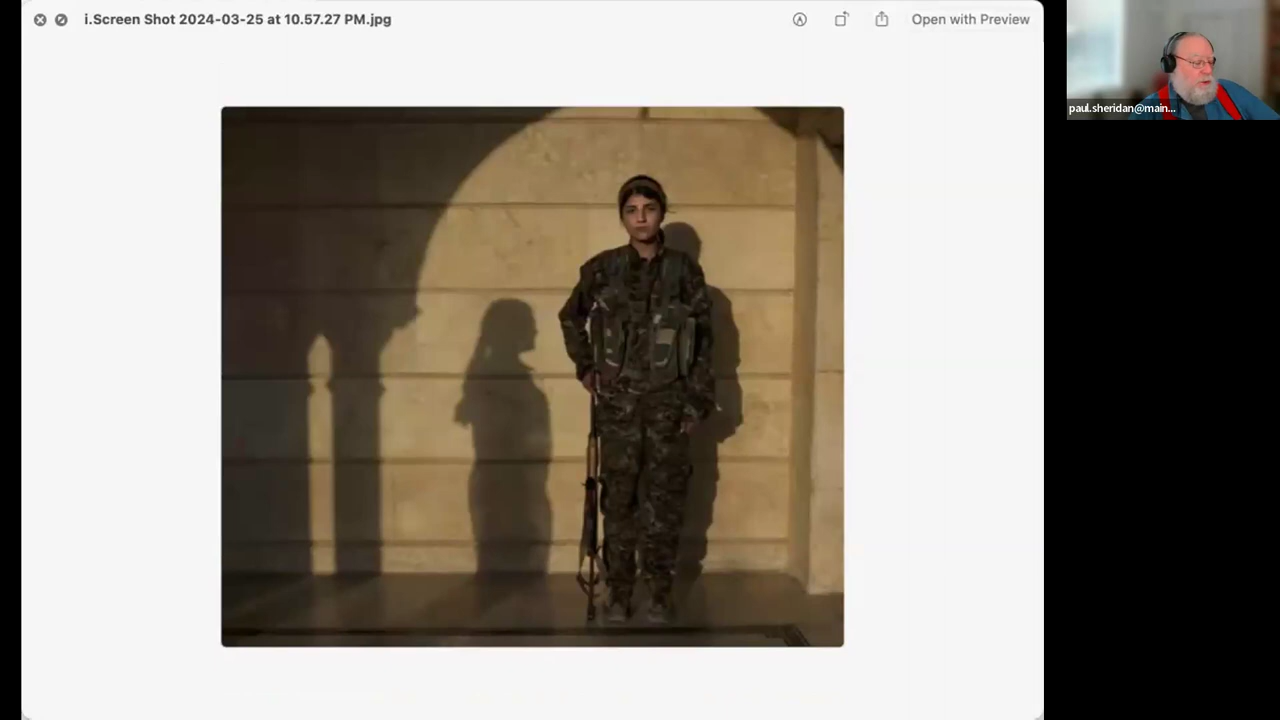 i.Screen Shot 2024-03-25 at 10.57.27 PM.jpg
Open with Preview
paul.sheridan@main...